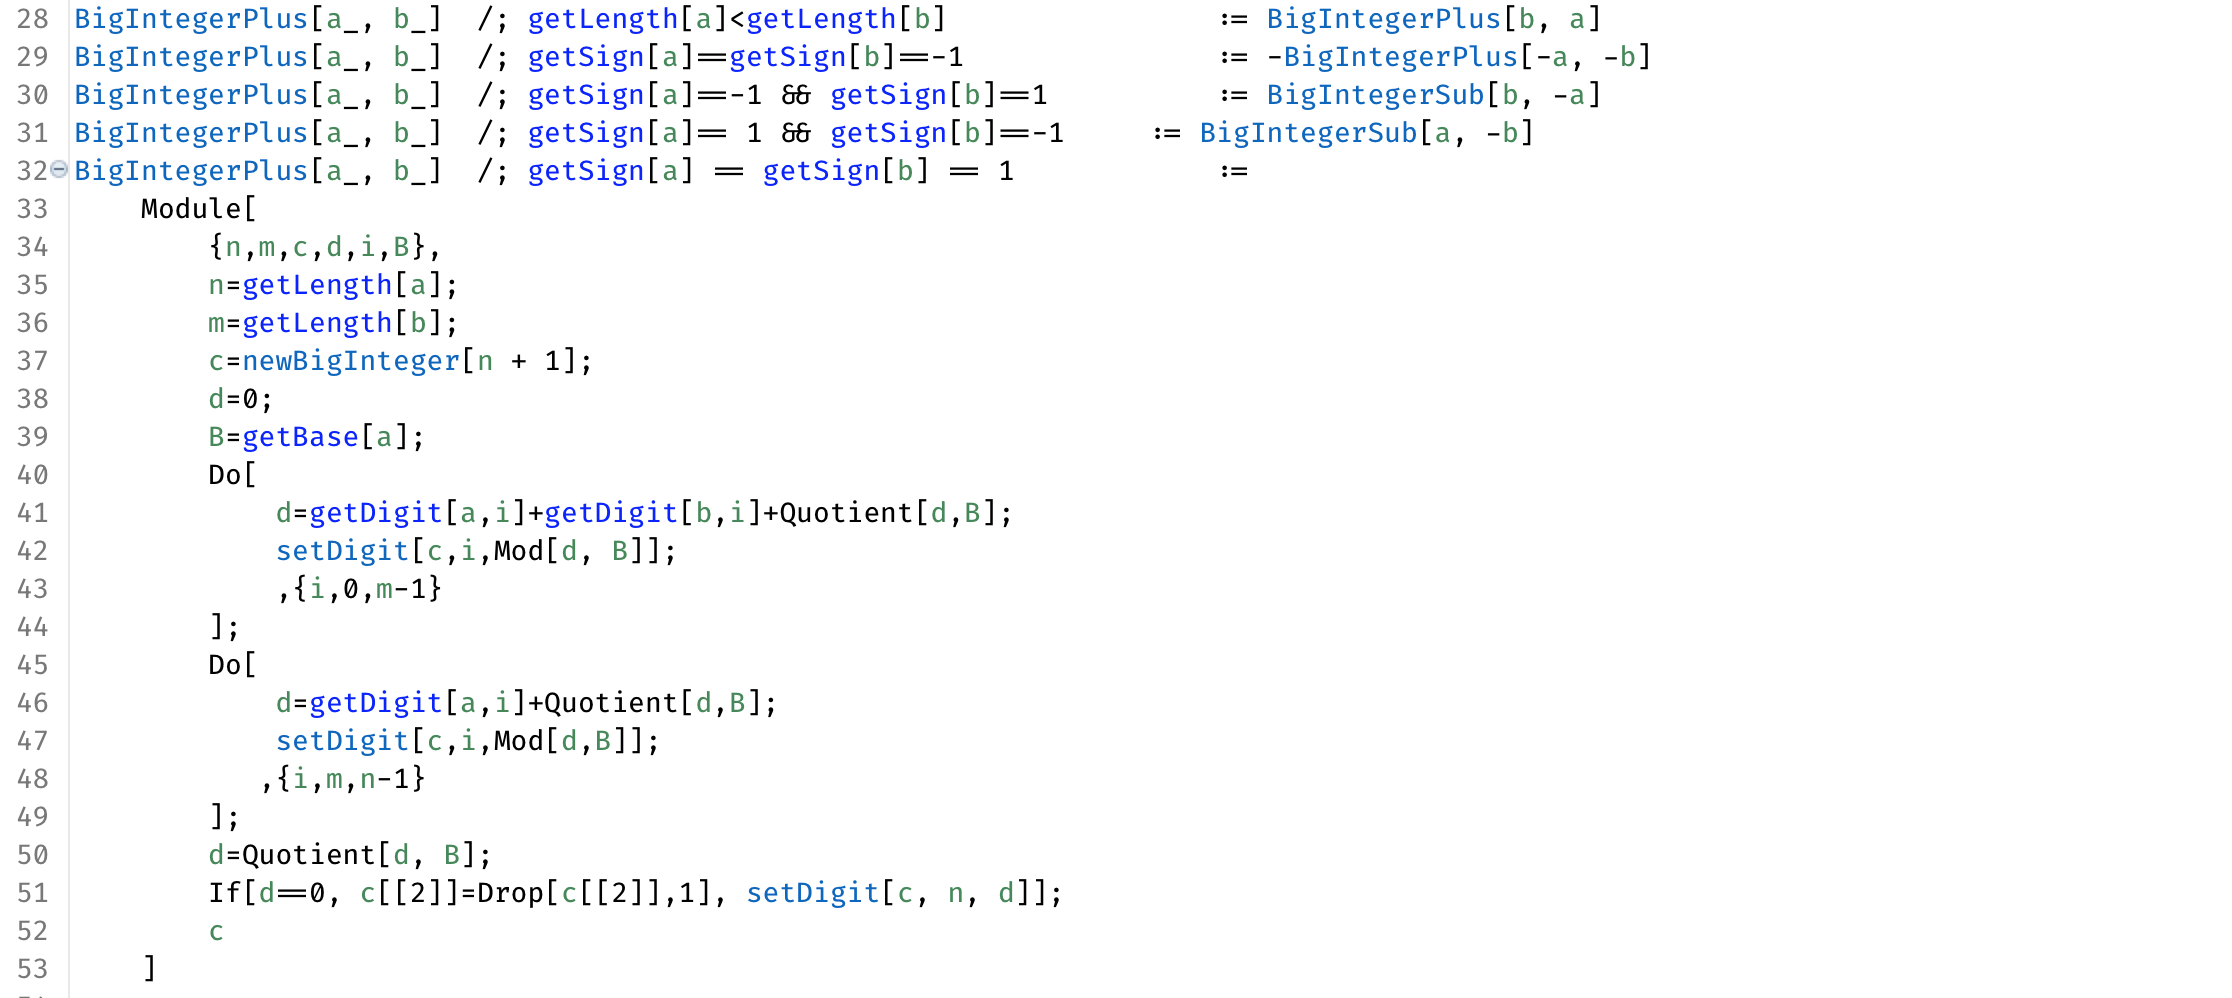 28 BigIntegerPlus[a_, b_]  /; getLength[a]<getLength[b]                 := BigIntegerPlus[b, a]
29 BigIntegerPlus[a_, b_]  /; getSign[a]==getSign[b]==-1                := -BigIntegerPlus[-a, -b]
30 BigIntegerPlus[a_, b_]  /; getSign[a]==-1 && getSign[b]==1           := BigIntegerSub[b, -a]
31 BigIntegerPlus[a_, b_]  /; getSign[a]== 1 && getSign[b]==-1      := BigIntegerSub[a, -b]
32 BigIntegerPlus[a_, b_]  /; getSign[a] == getSign[b] == 1             :=
33     Module[
34         {n,m,c,d,i,B},
35         n=getLength[a];
36         m=getLength[b];
37         c=newBigInteger[n + 1];
38         d=0;
39         B=getBase[a];
40         Do[
41             d=getDigit[a,i]+getDigit[b,i]+Quotient[d,B];
42             setDigit[c,i,Mod[d, B]];
43             ,{i,0,m-1}
44         ];
45         Do[
46             d=getDigit[a,i]+Quotient[d,B];
47             setDigit[c,i,Mod[d,B]];
48            ,{i,m,n-1}
49         ];
50         d=Quotient[d, B];
51         If[d==0, c[[2]]=Drop[c[[2]],1], setDigit[c, n, d]];
52         c
53     ]